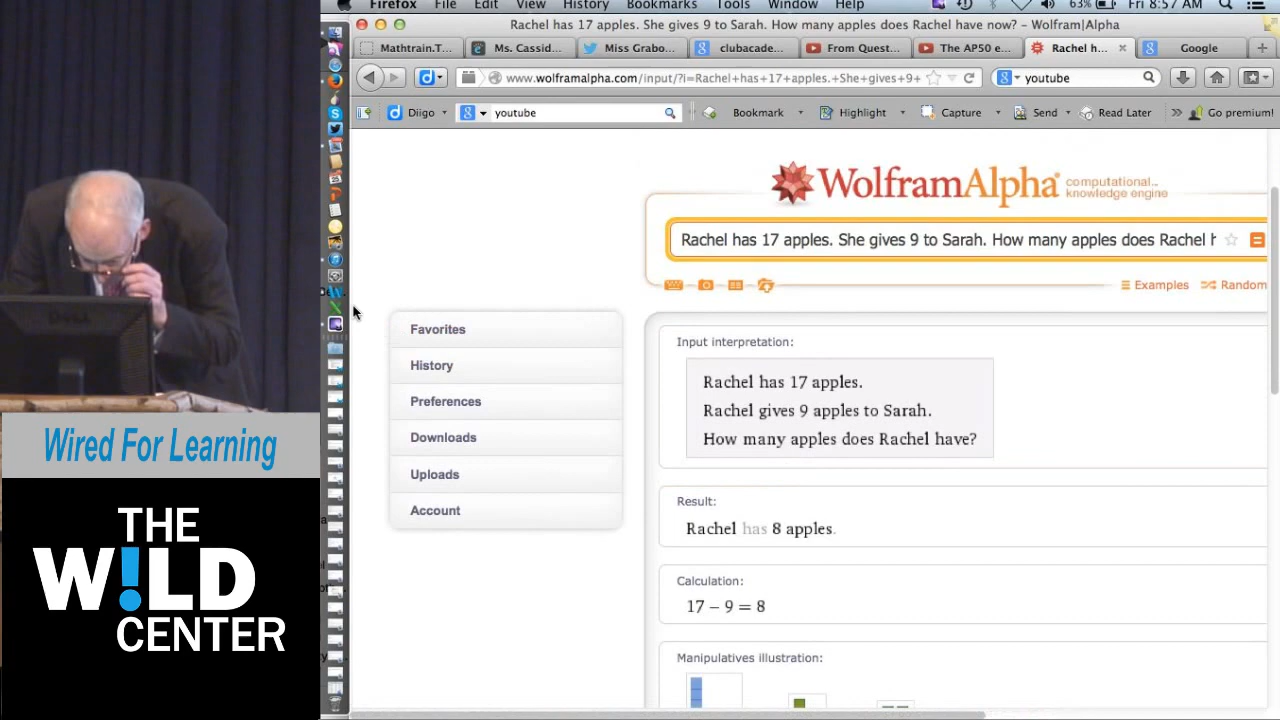 Firefox File Edit View History Bookmarks Tools Window Help 63% Fri 8:57 AM
Rachel has 17 apples. She gives 9 to Sarah. How many apples does Rachel have now? – Wolfram|Alpha
Mathtrain.T... Ms. Cassid... Miss Grabo... clubacade... From Quest... The AP50 e... Rachel h... Google
www.wolframalpha.com/input/?i=Rachel+has+17+apples.+She+gives+9+ youtube
Diigo youtube Bookmark Highlight Capture Send Read Later Go premium!
WolframAlpha computational knowledge engine
Rachel has 17 apples. She gives 9 to Sarah. How many apples does Rachel h
Examples Random
Favorites
History
Preferences
Downloads
Uploads
Account
Input interpretation:
Rachel has 17 apples.
Rachel gives 9 apples to Sarah.
How many apples does Rachel have?
Result:
Rachel has 8 apples.
Calculation:
17 – 9 = 8
Manipulatives illustration:
DELL
Wired For Learning
THE
W!LD
CENTER